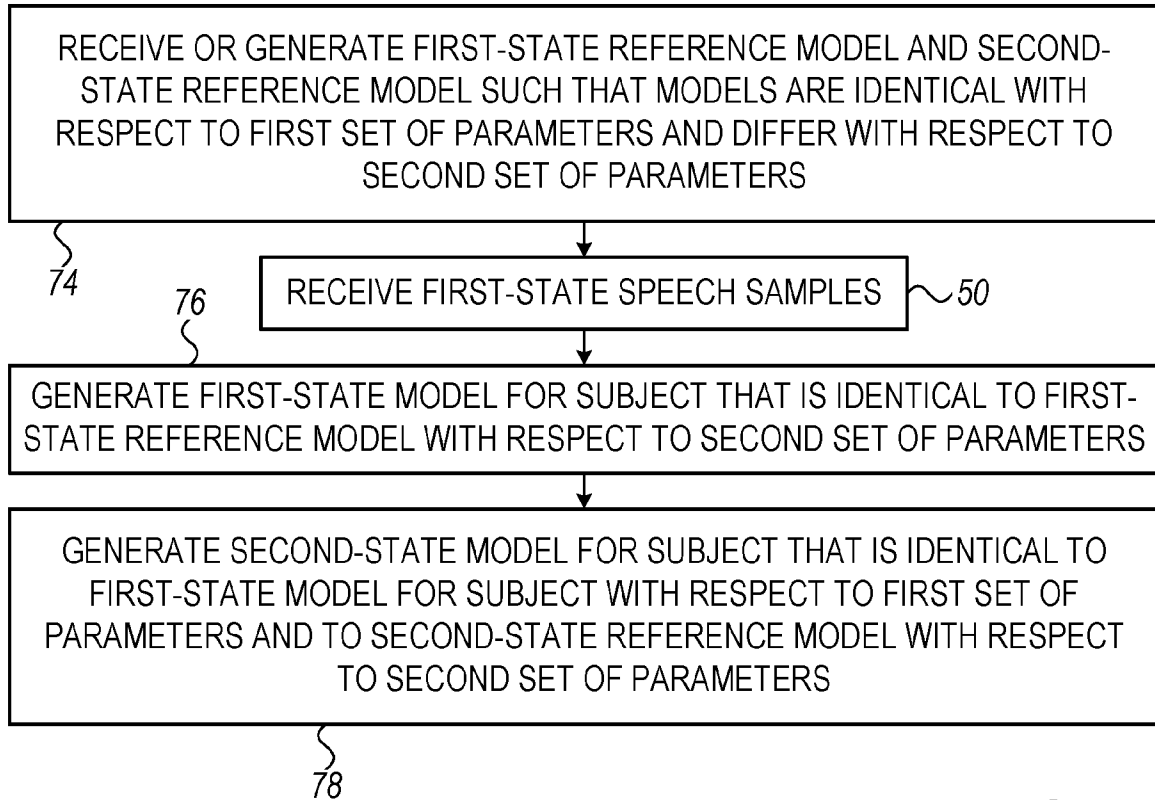 RECEIVE OR GENERATE FIRST-STATE REFERENCE MODEL AND SECOND-
STATE REFERENCE MODEL SUCH THAT MODELS ARE IDENTICAL WITH
RESPECT TO FIRST SET OF PARAMETERS AND DIFFER WITH RESPECT TO
SECOND SET OF PARAMETERS
74
RECEIVE FIRST-STATE SPEECH SAMPLES
50
76
GENERATE FIRST-STATE MODEL FOR SUBJECT THAT IS IDENTICAL TO FIRST-
STATE REFERENCE MODEL WITH RESPECT TO SECOND SET OF PARAMETERS
GENERATE SECOND-STATE MODEL FOR SUBJECT THAT IS IDENTICAL TO
FIRST-STATE MODEL FOR SUBJECT WITH RESPECT TO FIRST SET OF
PARAMETERS AND TO SECOND-STATE REFERENCE MODEL WITH RESPECT
TO SECOND SET OF PARAMETERS
78